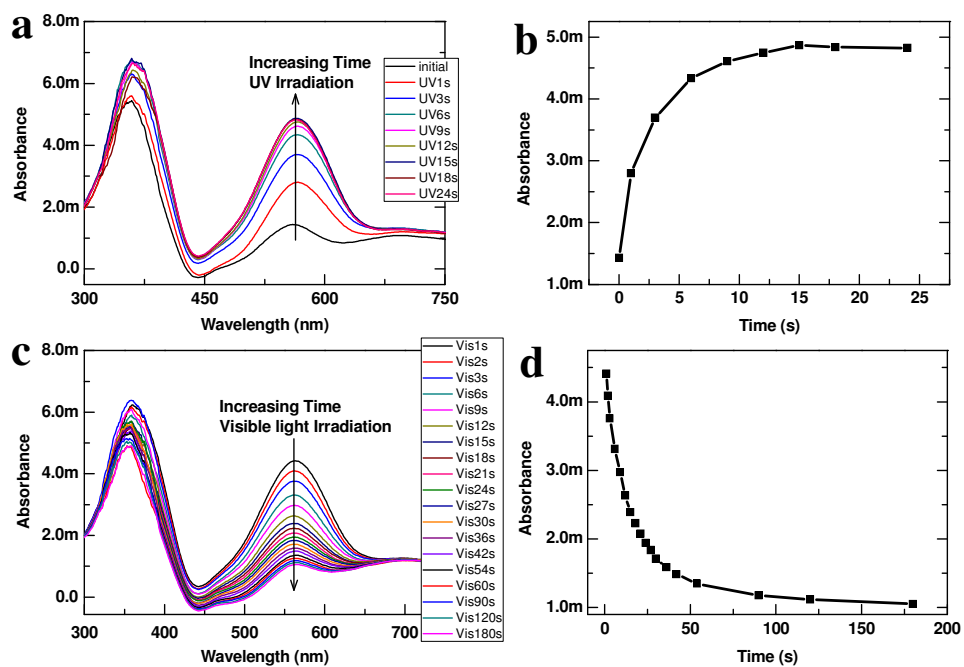 a
8.0m
6.0m
4.0m
2.0m
0.0
Absorbance
300
450
600
750
Wavelength (nm)
Increasing Time
UV Irradiation
initial
UV1s
UV3s
UV6s
UV9s
UV12s
UV15s
UV18s
UV24s
b
5.0m
4.0m
3.0m
2.0m
1.0m
Absorbance
0
5
10
15
20
25
Time (s)
c
8.0m
6.0m
4.0m
2.0m
0.0
Absorbance
300
400
500
600
700
Wavelength (nm)
Increasing Time
Visible light Irradiation
Vis1s
Vis2s
Vis3s
Vis6s
Vis9s
Vis12s
Vis15s
Vis18s
Vis21s
Vis24s
Vis27s
Vis30s
Vis36s
Vis42s
Vis54s
Vis60s
Vis90s
Vis120s
Vis180s
d
4.0m
3.0m
2.0m
1.0m
Absorbance
0
50
100
150
200
Time (s)